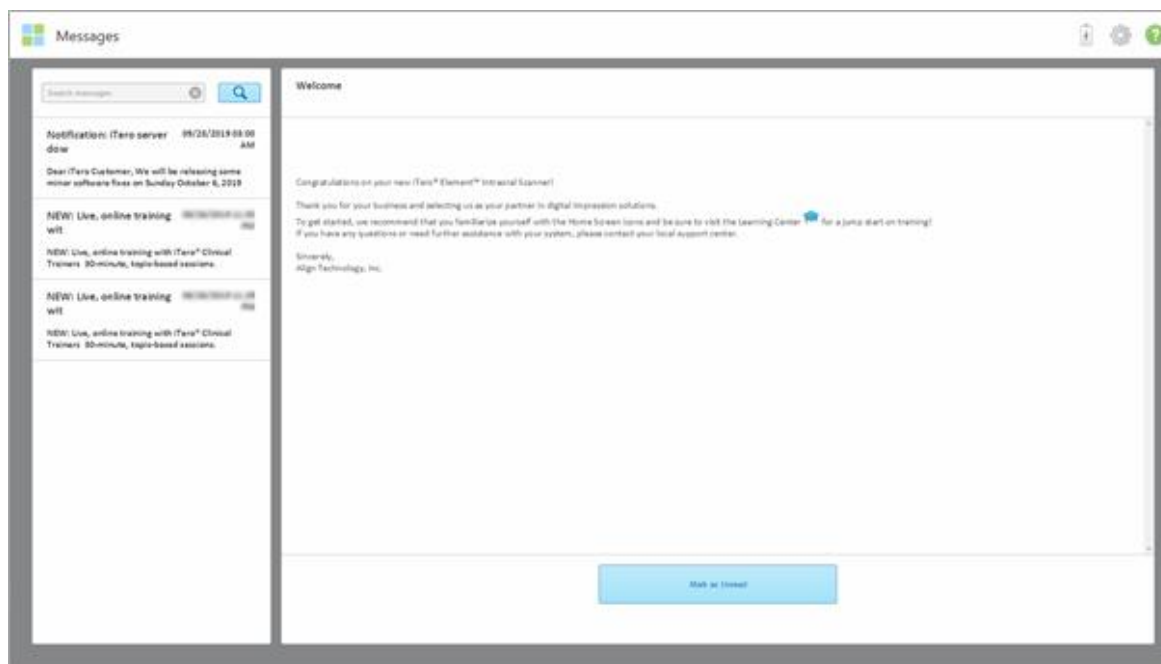 Messages
Search messages
Notification: iTero server 09/26/2019 08:00
dow AM
Dear iTero Customer, We will be releasing some
minor software fixes on Sunday October 6, 2019
NEW: Live, online training
wit
NEW: Live, online training with iTero® Clinical
Trainers 30-minute, topic-based sessions.
NEW: Live, online training
wit
NEW: Live, online training with iTero® Clinical
Trainers 30-minute, topic-based sessions.
Welcome
Congratulations on your new iTero® Element™ Intraoral Scanner!
Thank you for your business and selecting us as your partner in digital impression solutions.
To get started, we recommend that you familiarize yourself with the Home Screen icons and be sure to visit the Learning Center for a jump start on training!
If you have any questions or need further assistance with your system, please contact your local support center.
Sincerely,
Align Technology, Inc.
Mark as Unread